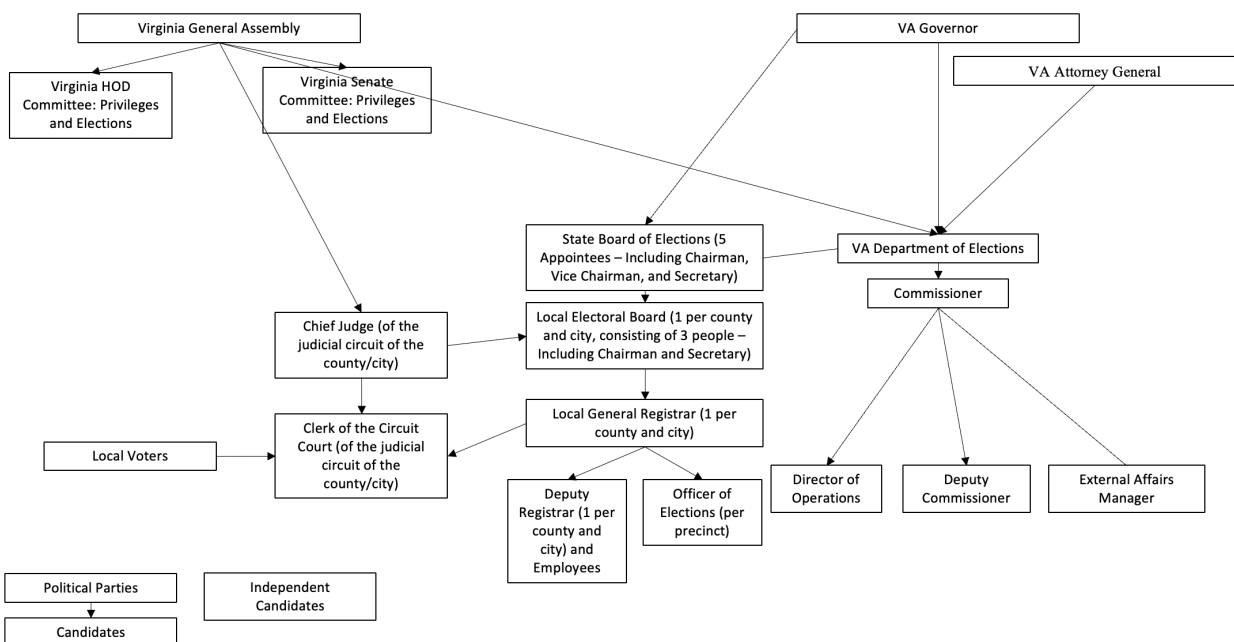 Virginia General Assembly
VA Governor
VA Attorney General
Virginia HOD
Committee: Privileges
and Elections
Virginia Senate
Committee: Privileges
and Elections
State Board of Elections (5
Appointees – Including Chairman,
Vice Chairman, and Secretary)
VA Department of Elections
Commissioner
Chief Judge (of the
judicial circuit of the
county/city)
Local Electoral Board (1 per county
and city, consisting of 3 people –
Including Chairman and Secretary)
Local General Registrar (1 per
county and city)
Clerk of the Circuit
Court (of the judicial
circuit of the
county/city)
Local Voters
Director of
Operations
Deputy
Commissioner
External Affairs
Manager
Deputy
Registrar (1 per
county and
city) and
Employees
Officer of
Elections (per
precinct)
Political Parties
Independent
Candidates
Candidates